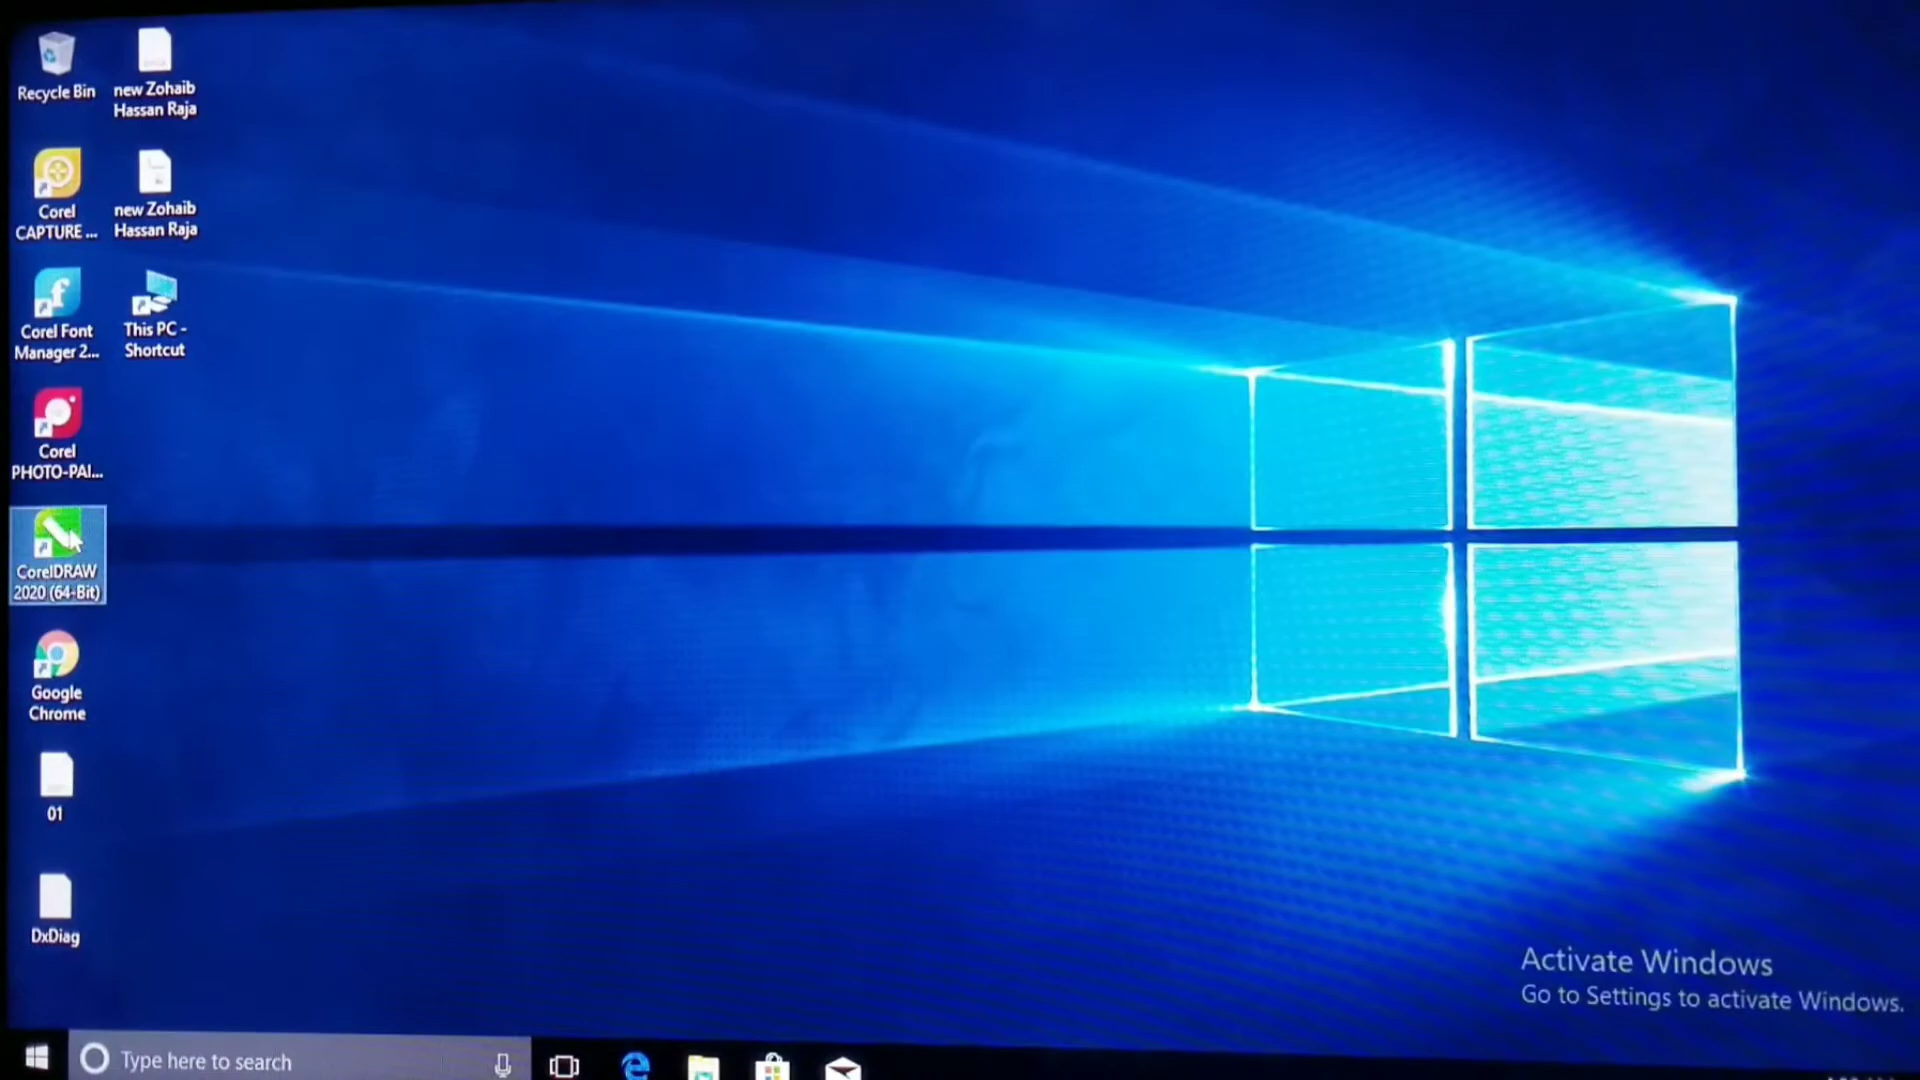 Recycle Bin
new Zohaib
Hassan Raja
Corel
CAPTURE ...
new Zohaib
Hassan Raja
Corel Font
Manager 2...
This PC -
Shortcut
Corel
PHOTO-PAI...
CorelDRAW
2020 (64-Bit)
Google
Chrome
01
DxDiag
Activate Windows
Go to Settings to activate Windows.
Type here to search